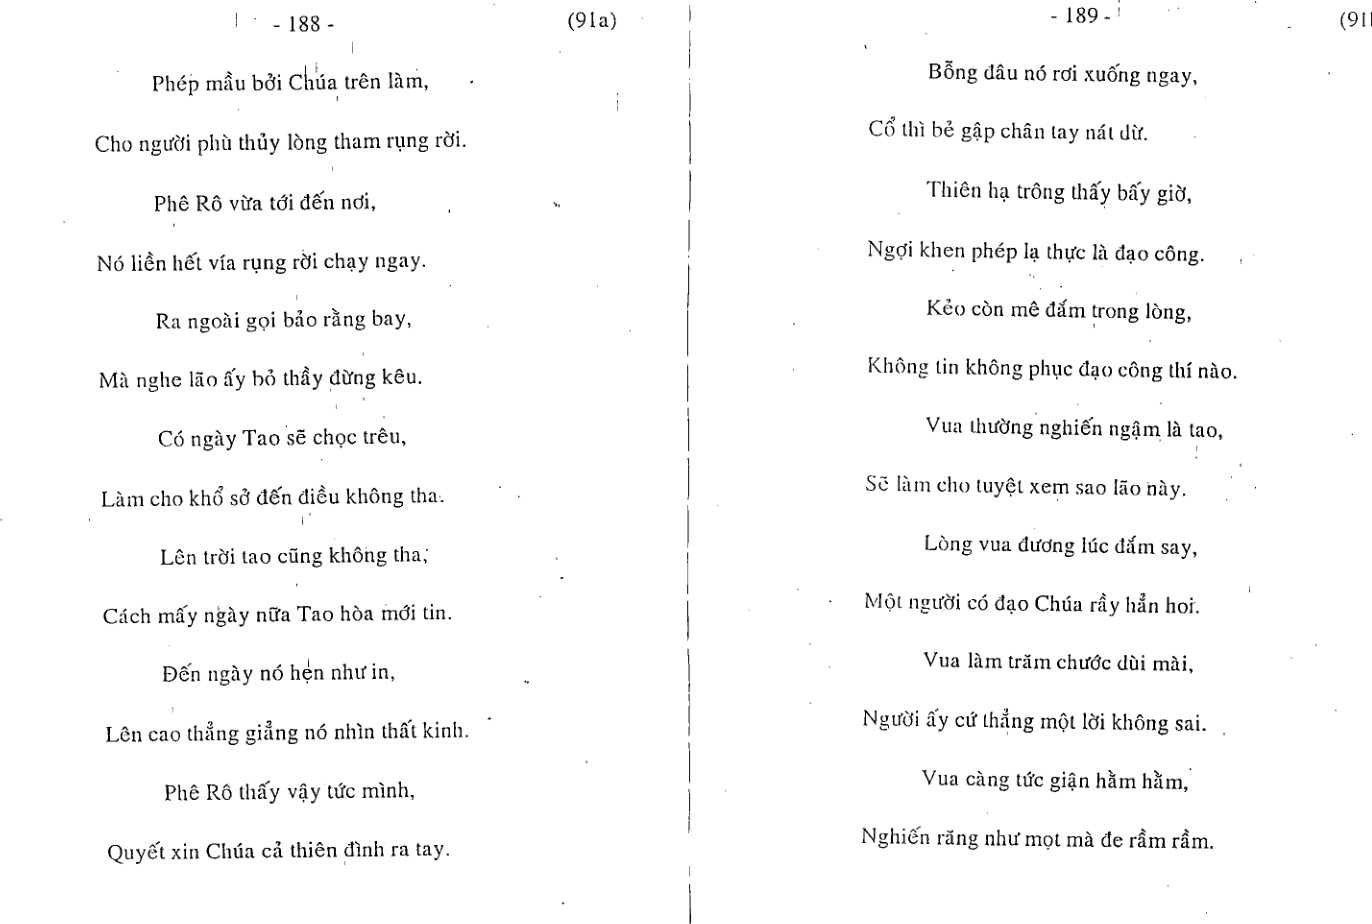 - 188 - (91a)
Phép mầu bởi Chúa trên làm,
Cho người phù thủy lòng tham rụng rời.
Phê Rô vừa tới đến nơi,
Nó liền hết vía rụng rời chạy ngay.
Ra ngoài gọi bảo rằng bay,
Mà nghe lão ấy bỏ thầy đừng kêu.
Có ngày Tao sẽ chọc trêu,
Làm cho khổ sở đến điều không tha.
Lên trời tao cũng không tha,
Cách mấy ngày nữa Tao hòa mới tin.
Đến ngày nó hẹn như in,
Lên cao thẳng giẳng nó nhìn thất kinh.
Phê Rô thấy vậy tức mình,
Quyết xin Chúa cả thiên đình ra tay.
- 189 - (91
Bỗng đâu nó rơi xuống ngay,
Cổ thì bẻ gập chân tay nát dừ.
Thiên hạ trông thấy bấy giờ,
Ngợi khen phép lạ thực là đạo công.
Kẻo còn mê đắm trong lòng,
Không tin không phục đạo công thí nào.
Vua thường nghiến ngậm là tao,
Sẽ làm cho tuyệt xem sao lão này.
Lòng vua đương lúc đắm say,
Một người có đạo Chúa rầy hẳn hoi.
Vua làm trăm chước dùi mài,
Người ấy cứ thẳng một lời không sai.
Vua càng tức giận hằm hằm,
Nghiến răng như mọt mà đe rầm rầm.